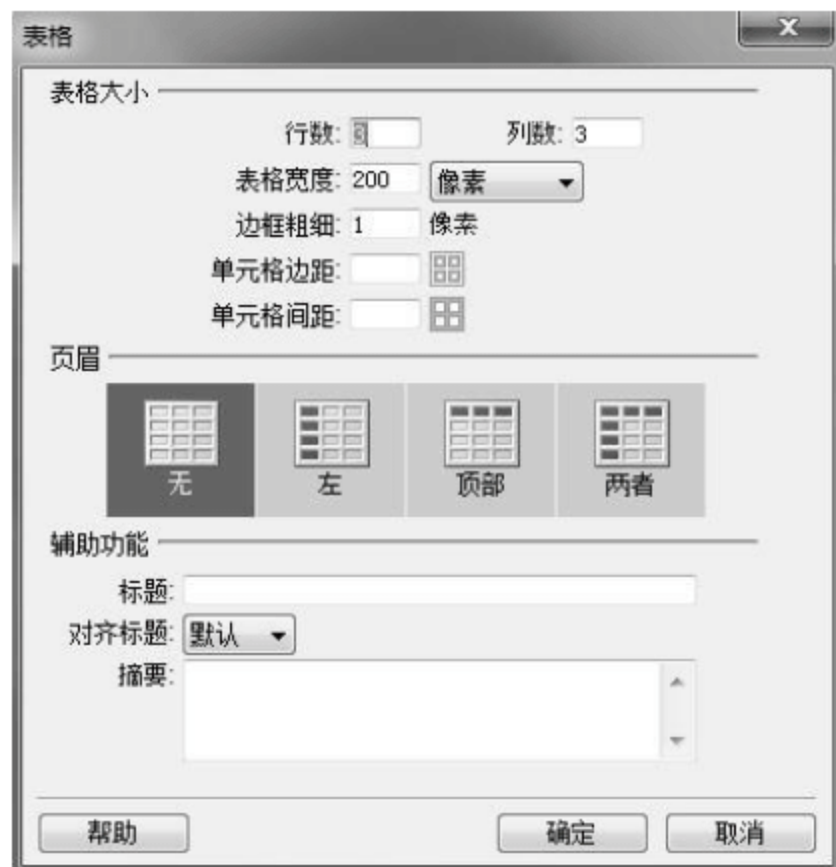 表格
表格大小
行数: 3 列数: 3
表格宽度: 200 像素
边框粗细: 1 像素
单元格边距:
单元格间距:
页眉
无 左 顶部 两者
辅助功能
标题:
对齐标题: 默认
摘要:
帮助 确定 取消